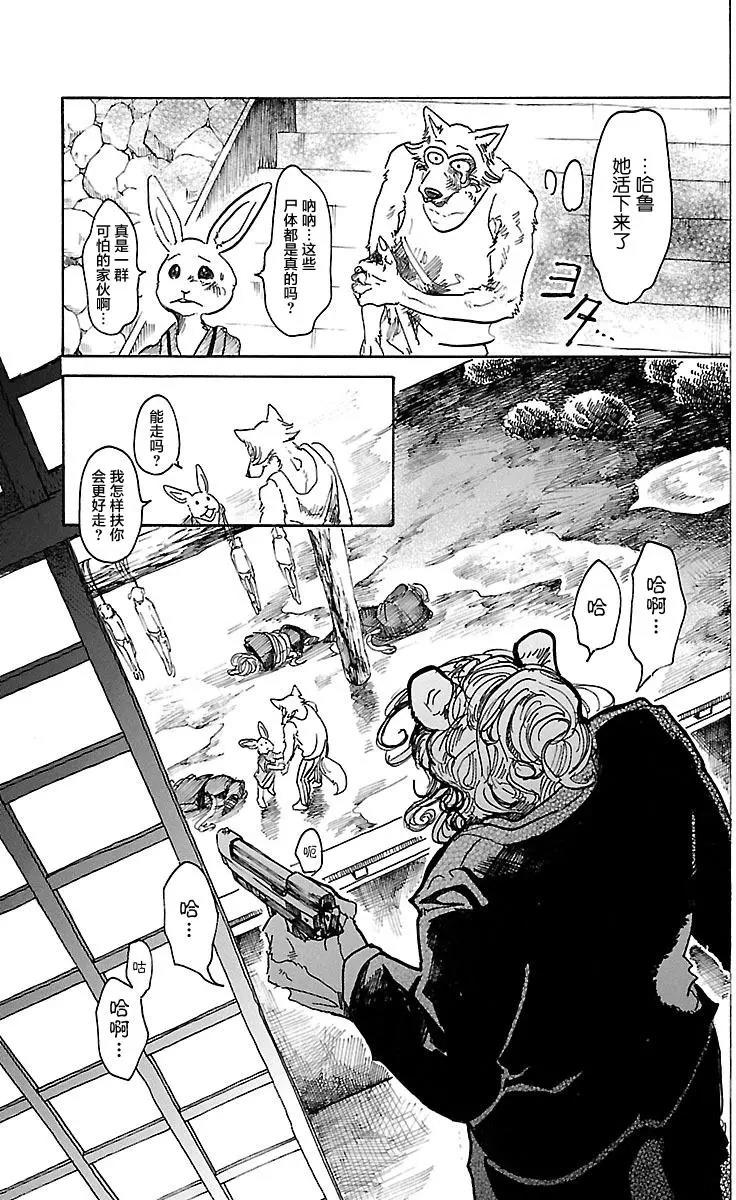 …哈鲁
她活下来了
ヨタ…
呐呐…这些
尸体都是真的吗?
真是一群
可怕的家伙啊…
能走吗?
我怎样扶你
会更好走?
哈啊…
哈
呃
哈…
咕
哈啊…